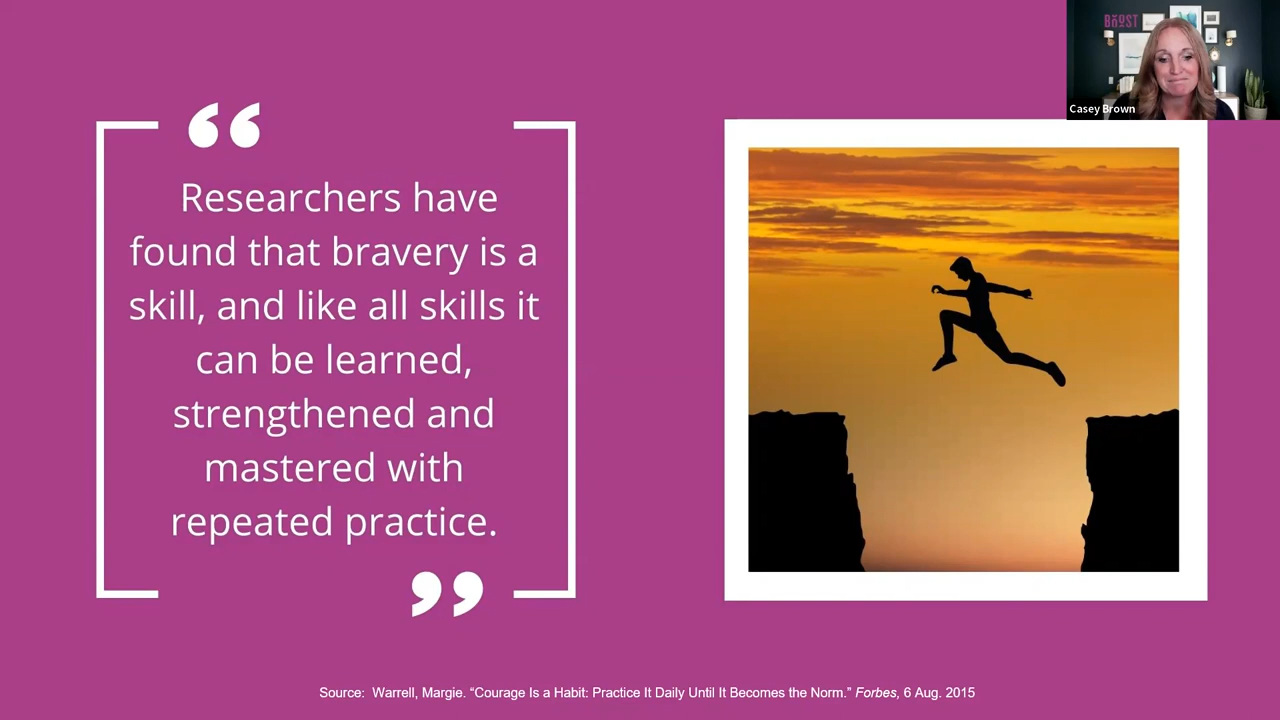 BOOST
Casey Brown
“
Researchers have
found that bravery is a
skill, and like all skills it
can be learned,
strengthened and
mastered with
repeated practice.
”
Source: Warrell, Margie. “Courage Is a Habit: Practice It Daily Until It Becomes the Norm.” Forbes, 6 Aug. 2015